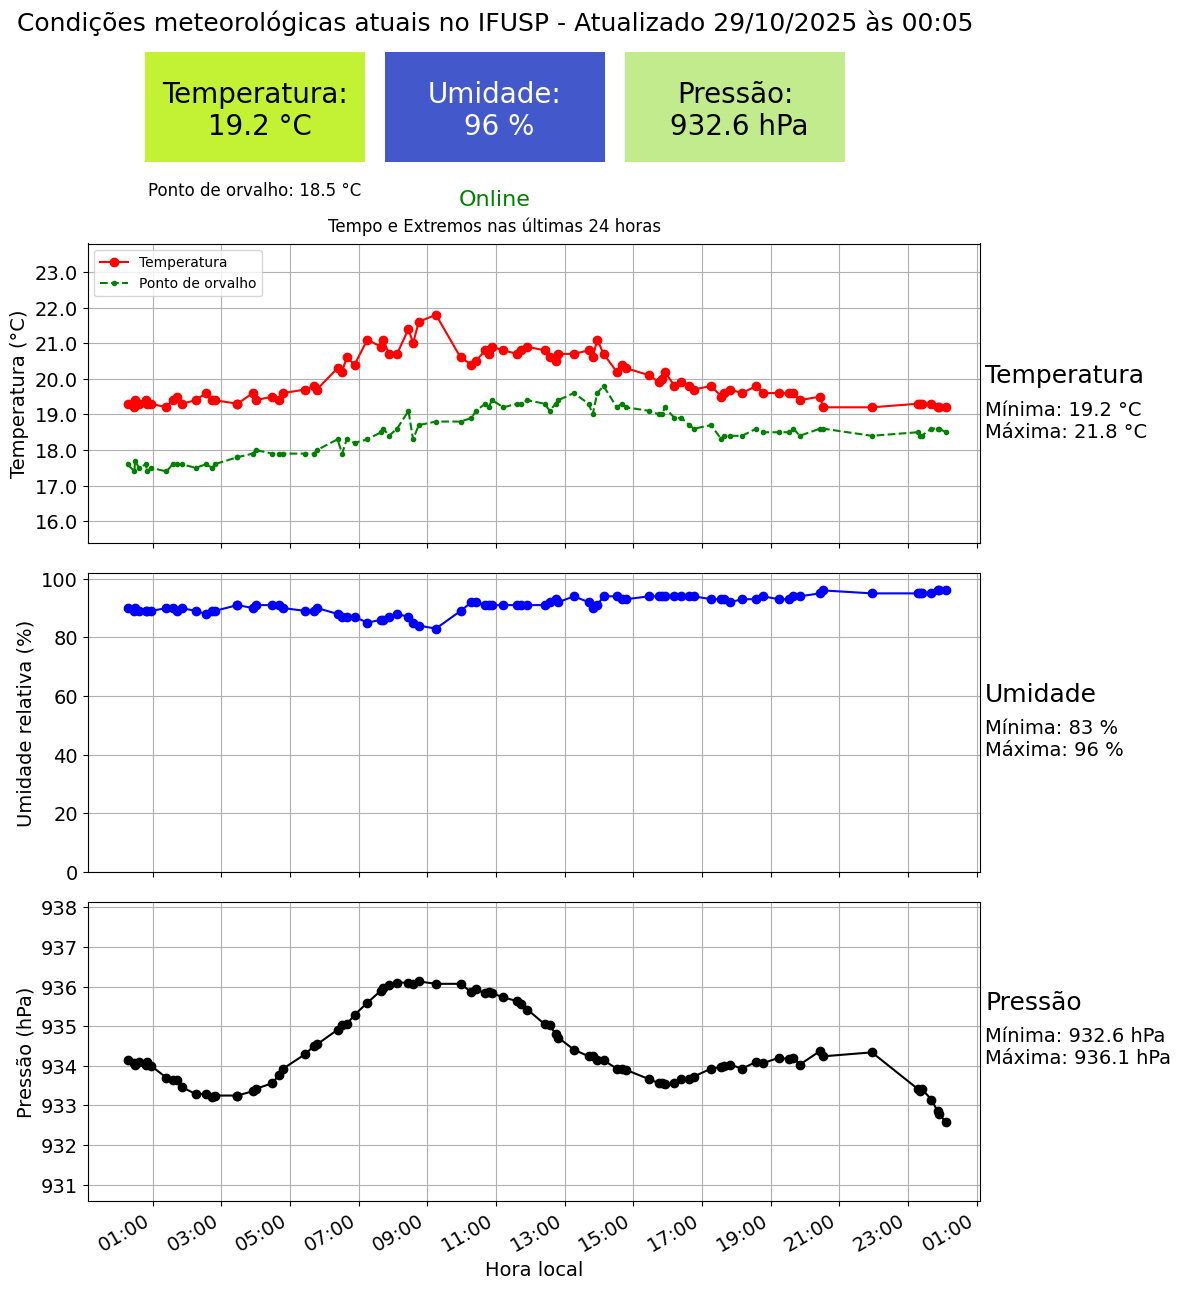 Condições meteorológicas atuais no IFUSP - Atualizado 29/10/2025 às 00:05
Temperatura:
19.2 °C
Umidade:
96 %
Pressão:
932.6 hPa
Ponto de orvalho: 18.5 °C
Online
Tempo e Extremos nas últimas 24 horas
Temperatura
Ponto de orvalho
Temperatura (°C)
23.0
22.0
21.0
20.0
19.0
18.0
17.0
16.0
Temperatura
Mínima: 19.2 °C
Máxima: 21.8 °C
Umidade relativa (%)
100
80
60
40
20
0
Umidade
Mínima: 83 %
Máxima: 96 %
Pressão (hPa)
938
937
936
935
934
933
932
931
Pressão
Mínima: 932.6 hPa
Máxima: 936.1 hPa
01:00 03:00 05:00 07:00 09:00 11:00 13:00 15:00 17:00 19:00 21:00 23:00 01:00
Hora local